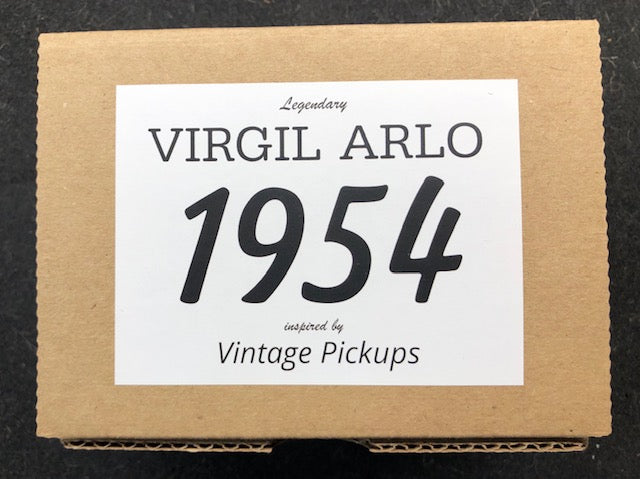 Legendary
VIRGIL ARLO
1954
inspired by
Vintage Pickups